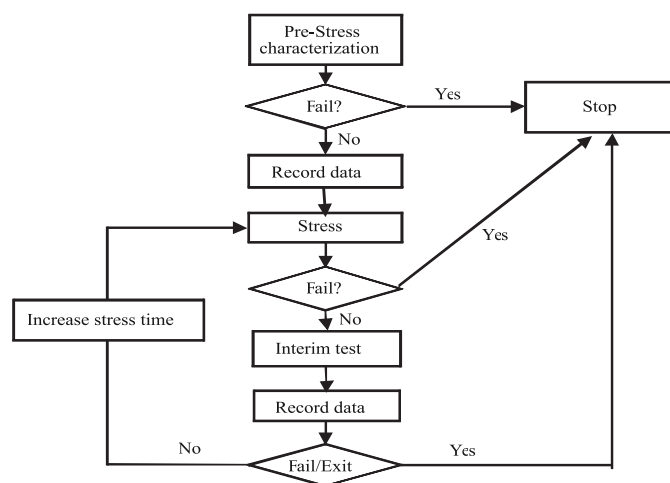 Pre-Stress
characterization
Fail?
Yes
Stop
No
Record data
Stress
Yes
Fail?
No
Increase stress time
Interim test
Record data
No
Fail/Exit
Yes